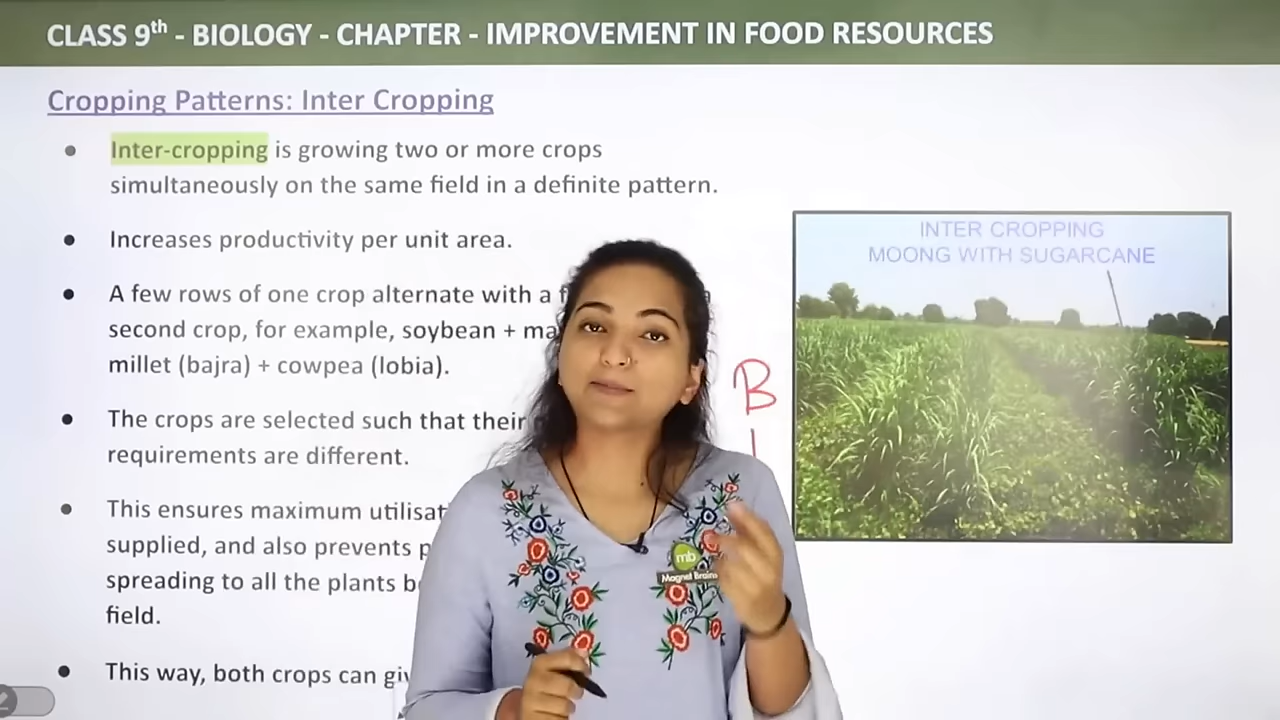 CLASS 9th - BIOLOGY - CHAPTER - IMPROVEMENT IN FOOD RESOURCES
Cropping Patterns: Inter Cropping
Inter-cropping is growing two or more crops
simultaneously on the same field in a definite pattern.
Increases productivity per unit area.
A few rows of one crop alternate with a
second crop, for example, soybean +
millet (bajra) + cowpea (lobia).
The crops are selected such that their
requirements are different.
This ensures maximum
supplied, and also prevents
spreading to all the plants
field.
This way, both crops can
INTER CROPPING
MOONG WITH SUGARCANE
B
mb
Magnet Brains